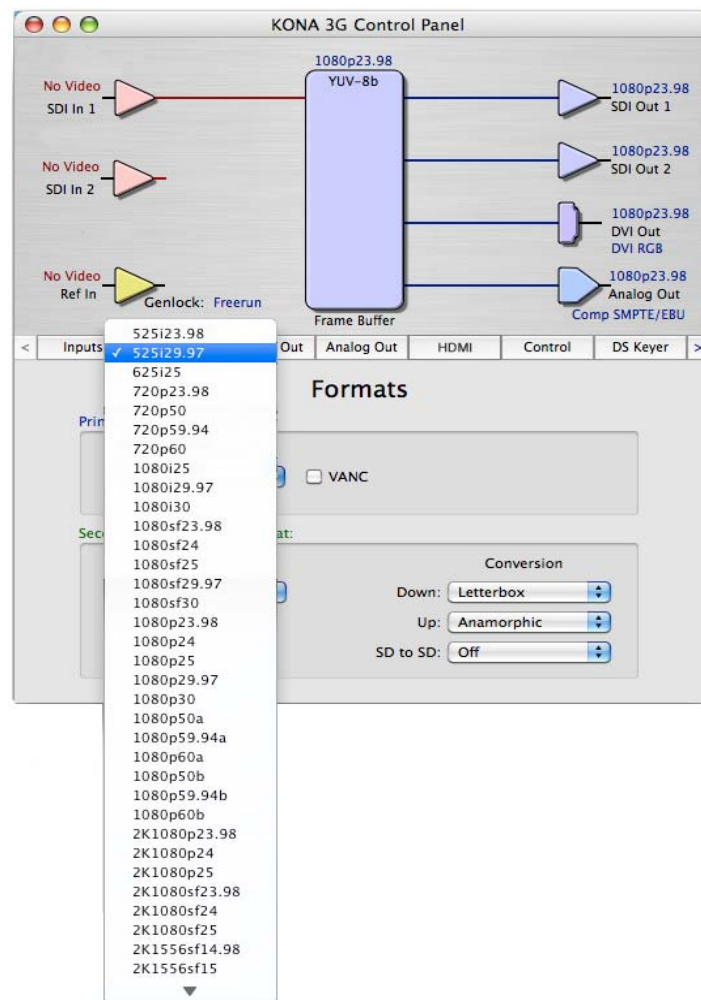 KONA 3G Control Panel
1080p23.98
YUV-8b
No Video
SDI In 1
1080p23.98
SDI Out 1
No Video
SDI In 2
1080p23.98
SDI Out 2
1080p23.98
DVI Out
DVI RGB
No Video
Ref In
Genlock: Freerun
1080p23.98
Analog Out
Comp SMPTE/EBU
Frame Buffer
< Inputs Out Analog Out HDMI Control DS Keyer >
Formats
Prin
VANC
Seco at:
Conversion
Down: Letterbox
Up: Anamorphic
SD to SD: Off
525i23.98
✓ 525i29.97
625i25
720p23.98
720p50
720p59.94
720p60
1080i25
1080i29.97
1080i30
1080sf23.98
1080sf24
1080sf25
1080sf29.97
1080sf30
1080p23.98
1080p24
1080p25
1080p29.97
1080p30
1080p50a
1080p59.94a
1080p60a
1080p50b
1080p59.94b
1080p60b
2K1080p23.98
2K1080p24
2K1080p25
2K1080sf23.98
2K1080sf24
2K1080sf25
2K1556sf14.98
2K1556sf15